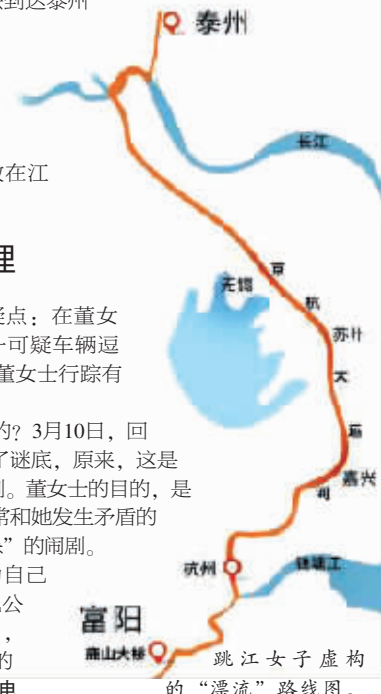 到达泰州
泰州
长江
在江
理
疑点：在董女
一可疑车辆逗
董女士行踪有
的？3月10日，回
了谜底，原来，这是
剧。董女士的目的，是
常和她发生矛盾的
”的闹剧。
自己
公
，
的
无锡
京
杭
苏州
大
运
河
嘉兴
杭州
钱塘江
富阳
鹿山大桥
跳江女子虚构
的“漂流”路线图。